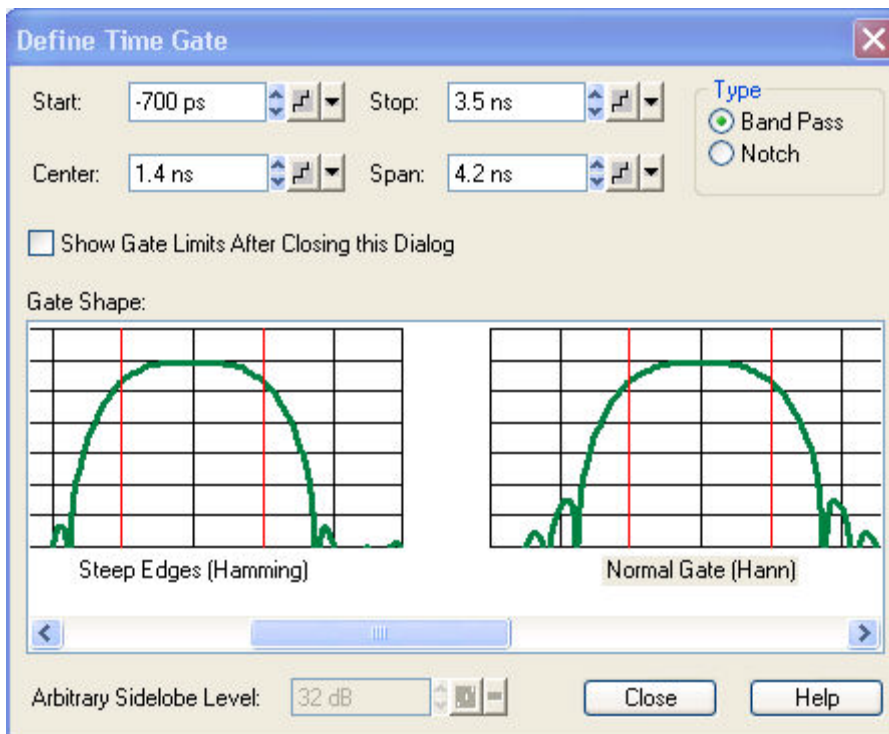 Define Time Gate
Start: -700 ps Stop: 3.5 ns
Type
Band Pass
Center: 1.4 ns Span: 4.2 ns
Notch
Show Gate Limits After Closing this Dialog
Gate Shape:
Steep Edges (Hamming) Normal Gate (Hann)
Arbitrary Sidelobe Level: 32 dB Close Help